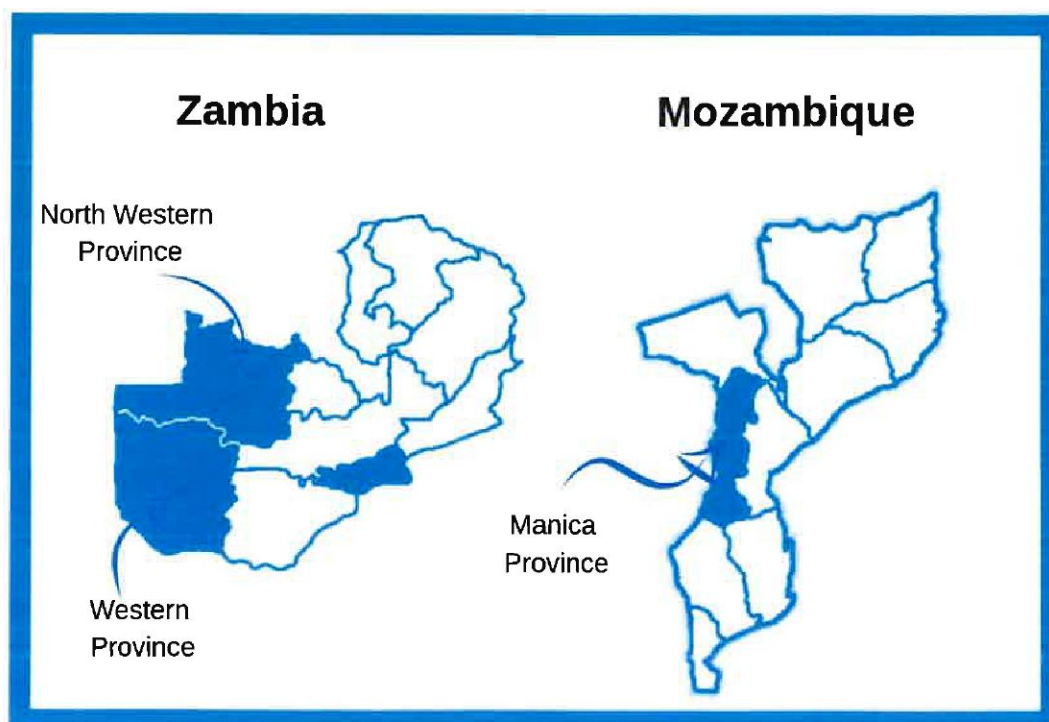 Zambia
Mozambique
North Western
Province
Manica
Province
Western
Province